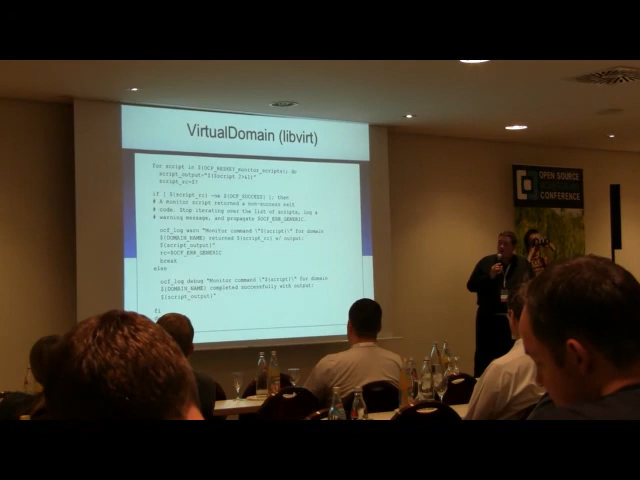 VirtualDomain (libvirt)
for script in ${OCF_RESKEY_monitor_scripts}; do
script_output="$($script 2>&1)"
script_rc=$?
if [ ${script_rc} -ne ${OCF_SUCCESS} ]; then
# A monitor script returned a non-success exit
# code. Stop iterating over the list of scripts, log a
# warning message, and propagate $OCF_ERR_GENERIC.
ocf_log warn "Monitor command \"${script}\" for domain
${DOMAIN_NAME} returned ${script_rc} w/ output:
${script_output}"
rc=$OCF_ERR_GENERIC
break
else
ocf_log debug "Monitor command \"${script}\" for domain
${DOMAIN_NAME} completed successfully with output:
${script_output}"
fi
OPEN SOURCE
CONFERENCE